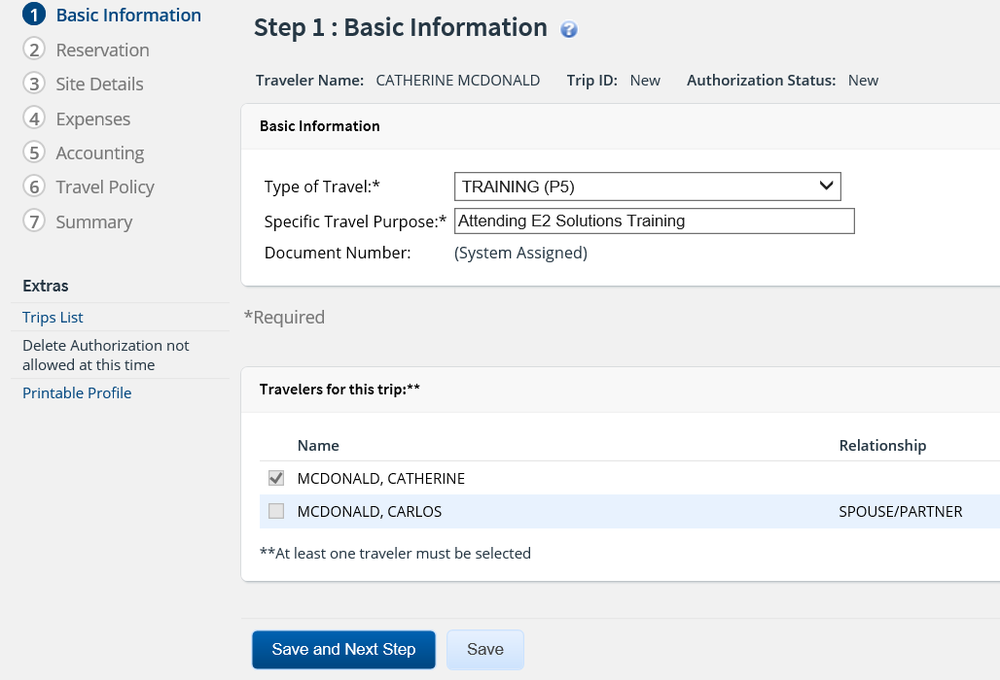 1 Basic Information
2 Reservation
3 Site Details
4 Expenses
5 Accounting
6 Travel Policy
7 Summary
Extras
Trips List
Delete Authorization not
allowed at this time
Printable Profile
Step 1 : Basic Information ?
Traveler Name: CATHERINE MCDONALD Trip ID: New Authorization Status: New
Basic Information
Type of Travel:* TRAINING (P5)
Specific Travel Purpose:* Attending E2 Solutions Training
Document Number: (System Assigned)
*Required
Travelers for this trip:**
Name Relationship
MCDONALD, CATHERINE
MCDONALD, CARLOS SPOUSE/PARTNER
**At least one traveler must be selected
Save and Next Step Save